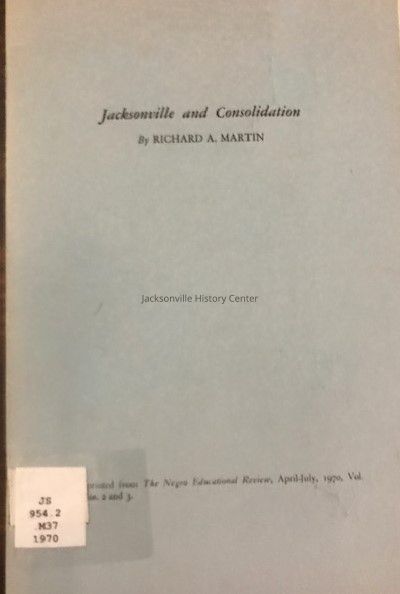 Jacksonville and Consolidation
By RICHARD A. MARTIN
Jacksonville History Center
printed from The Negro Educational Review, April-July, 1970, Vol.
2 and 3.
JS
954.2
.M37
1970